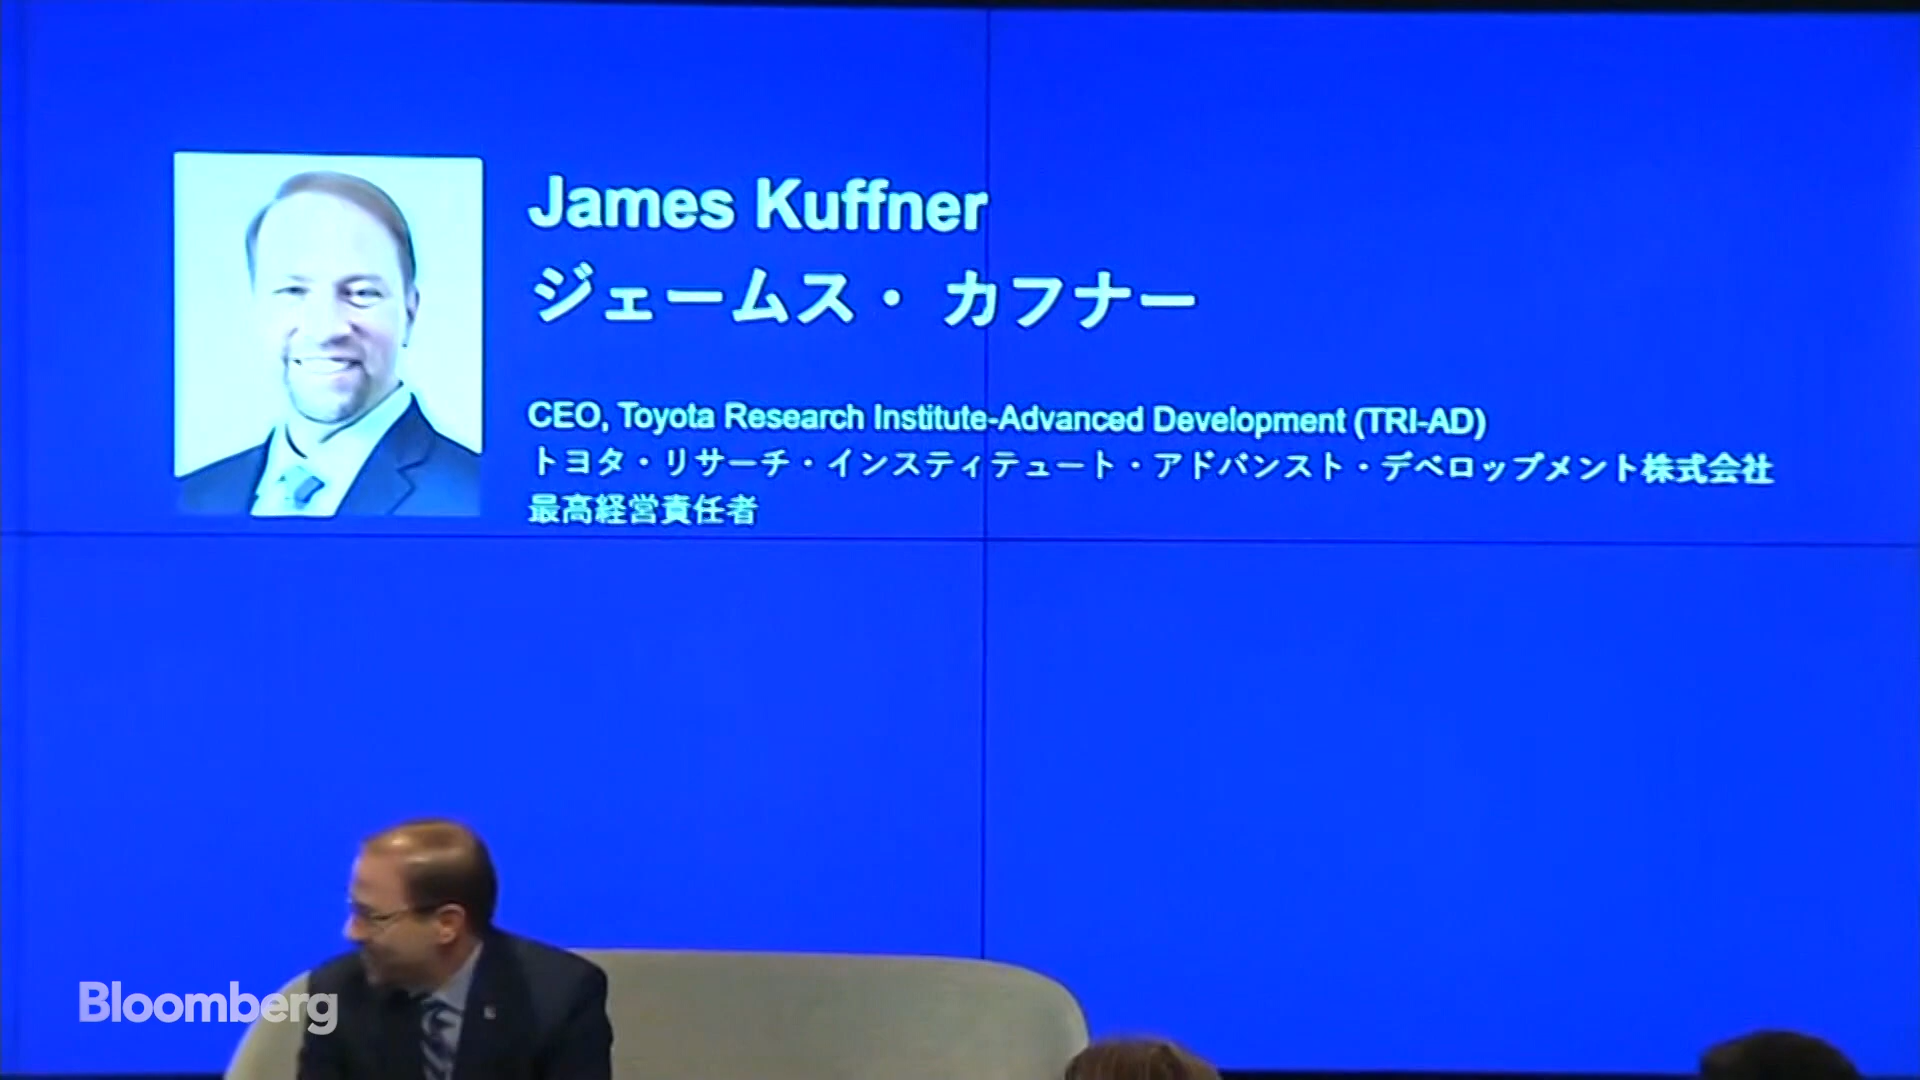 James Kuffner
ジェームス・ カフナー
CEO, Toyota Research Institute-Advanced Development (TRI-AD)
トヨタ・リサーチ・インスティテュート・アドバンスト・デベロップメント株式会社
最高経営責任者
Bloomberg